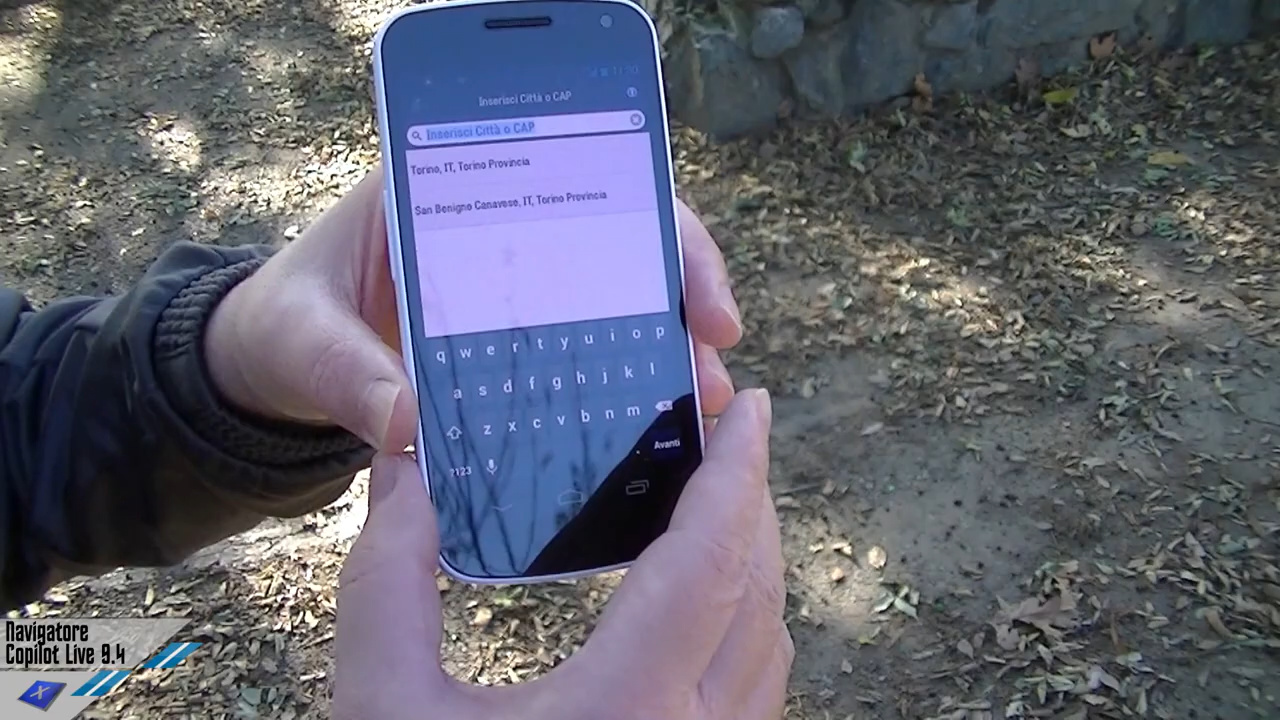 Inserisci Città o CAP
Inserisci Città o CAP
Torino, IT, Torino Provincia
San Benigno Canavese, IT, Torino Provincia
q w e r t y u i o p
a s d f g h j k l
z x c v b n m
Avanti
?123
Navigatore
Copilot Live 9.4
X